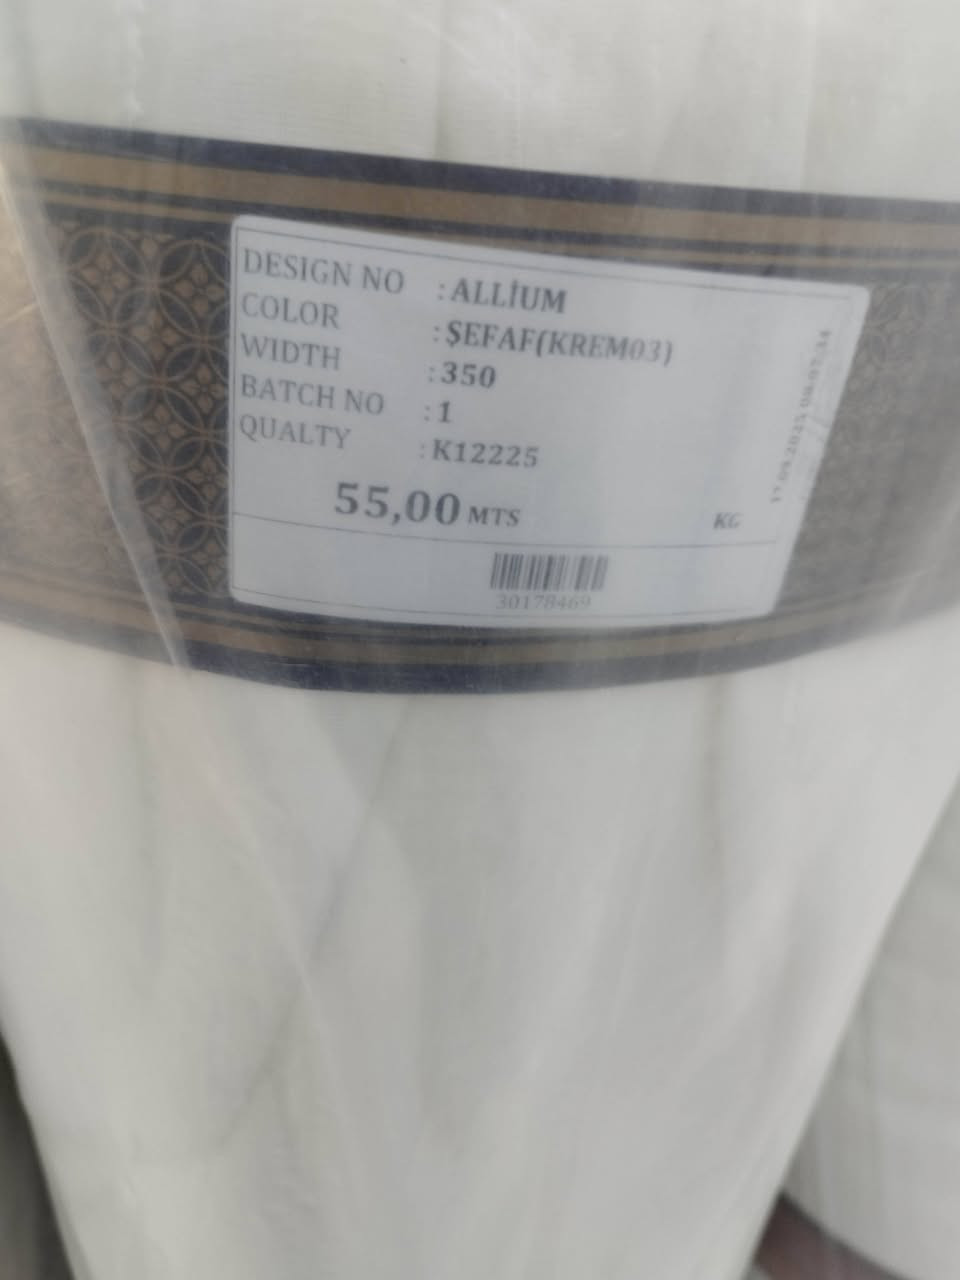 DESIGN NO : ALLİUM
COLOR : ŞEFAF(KREM03)
WIDTH : 350
BATCH NO : 1
QUALTY : K12225
55,00 MTS KG
30178469